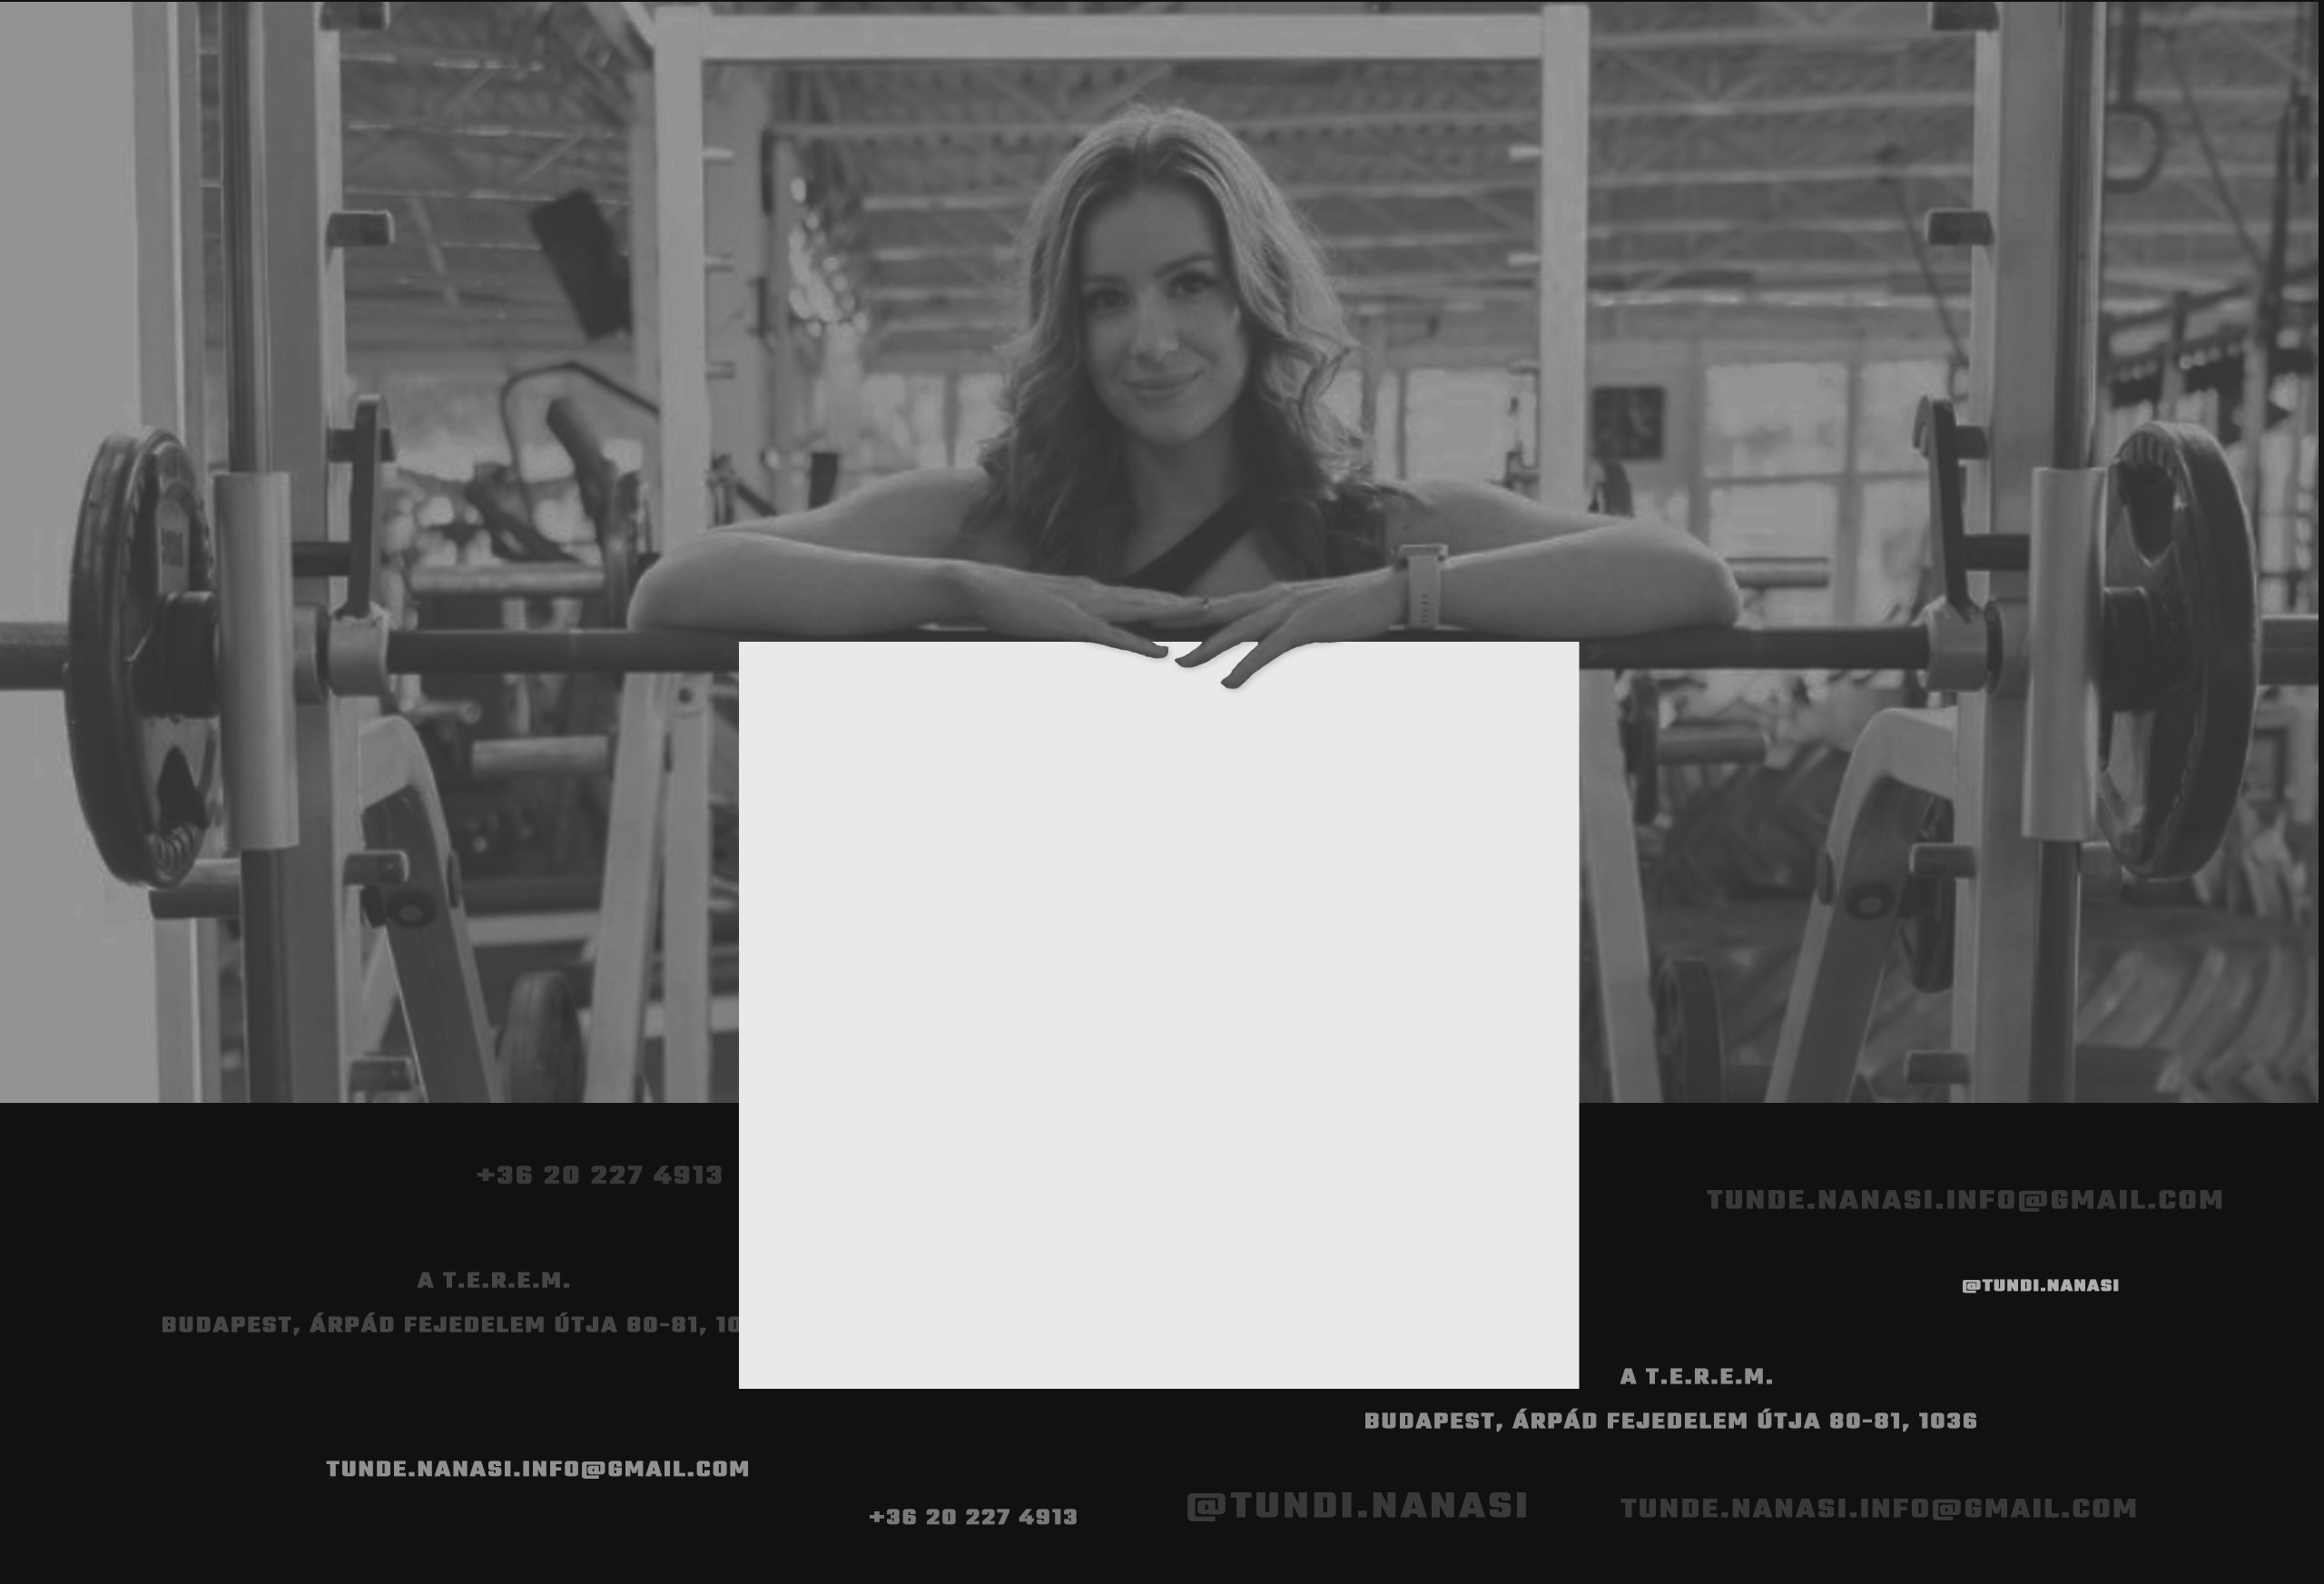 +36 20 227 4913
TUNDE.NANASI.INFO@GMAIL.COM
A T.E.R.E.M.
@TUNDI.NANASI
BUDAPEST, ÁRPÁD FEJEDELEM ÚTJA 80-81, 10
A T.E.R.E.M.
BUDAPEST, ÁRPÁD FEJEDELEM ÚTJA 80-81, 1036
TUNDE.NANASI.INFO@GMAIL.COM
+36 20 227 4913
@TUNDI.NANASI
TUNDE.NANASI.INFO@GMAIL.COM